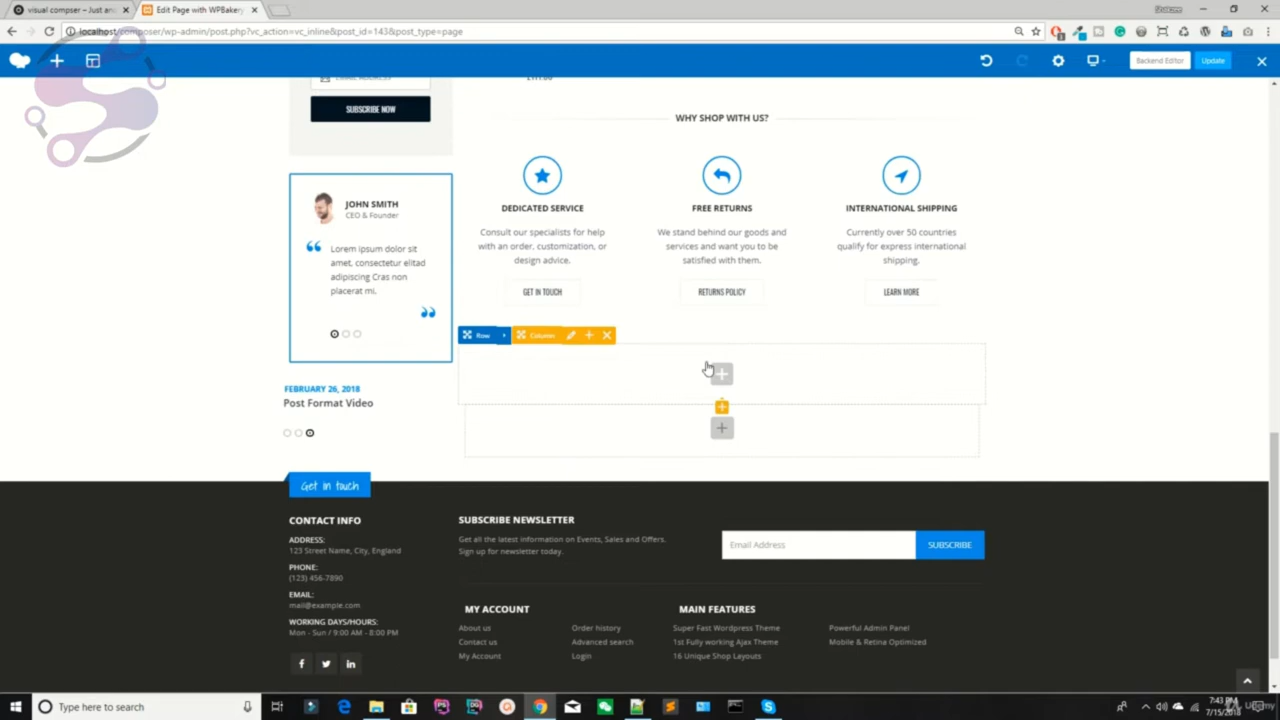 visual compser – Just an
Edit Page with WPBakery
localhost/composer/wp-admin/post.php?vc_action=vc_inline&post_id=143&post_type=page
Backend Editor
Update
EMAIL ADDRESS
SUBSCRIBE NOW
WHY SHOP WITH US?
JOHN SMITH
CEO & Founder
Lorem ipsum dolor sit
amet, consectetur elitad
adipiscing Cras non
placerat mi.
DEDICATED SERVICE
Consult our specialists for help
with an order, customization, or
design advice.
GET IN TOUCH
FREE RETURNS
We stand behind our goods and
services and want you to be
satisfied with them.
RETURNS POLICY
INTERNATIONAL SHIPPING
Currently over 50 countries
qualify for express international
shipping.
LEARN MORE
Row
Column
FEBRUARY 26, 2018
Post Format Video
Get in touch
CONTACT INFO
ADDRESS:
123 Street Name, City, England
PHONE:
(123) 456-7890
EMAIL:
mail@example.com
WORKING DAYS/HOURS:
Mon - Sun / 9:00 AM - 8:00 PM
SUBSCRIBE NEWSLETTER
Get all the latest information on Events, Sales and Offers.
Sign up for newsletter today.
Email Address
SUBSCRIBE
MY ACCOUNT
About us
Contact us
My Account
Order history
Advanced search
Login
MAIN FEATURES
Super Fast Wordpress Theme
1st Fully working Ajax Theme
16 Unique Shop Layouts
Powerful Admin Panel
Mobile & Retina Optimized
Type here to search
7:43 PM
7/15/2018
Udemy